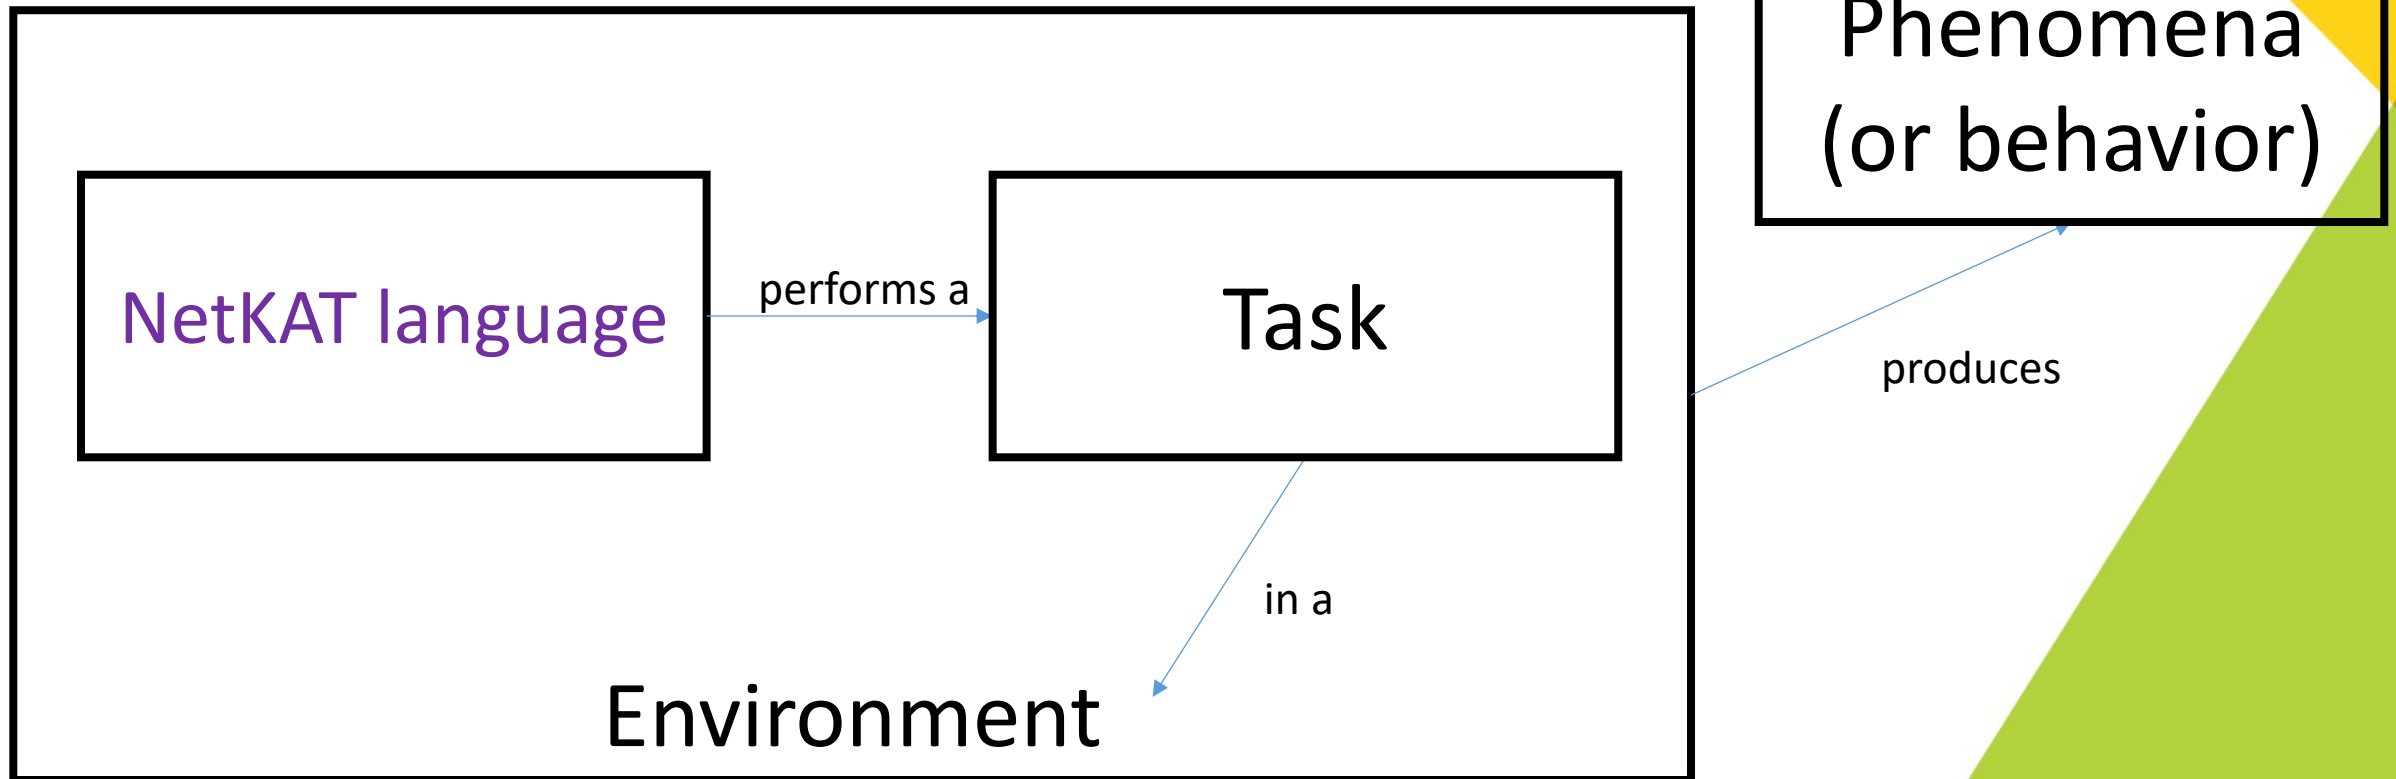 Phenomena
(or behavior)
NetKAT language
performs a
Task
produces
in a
Environment